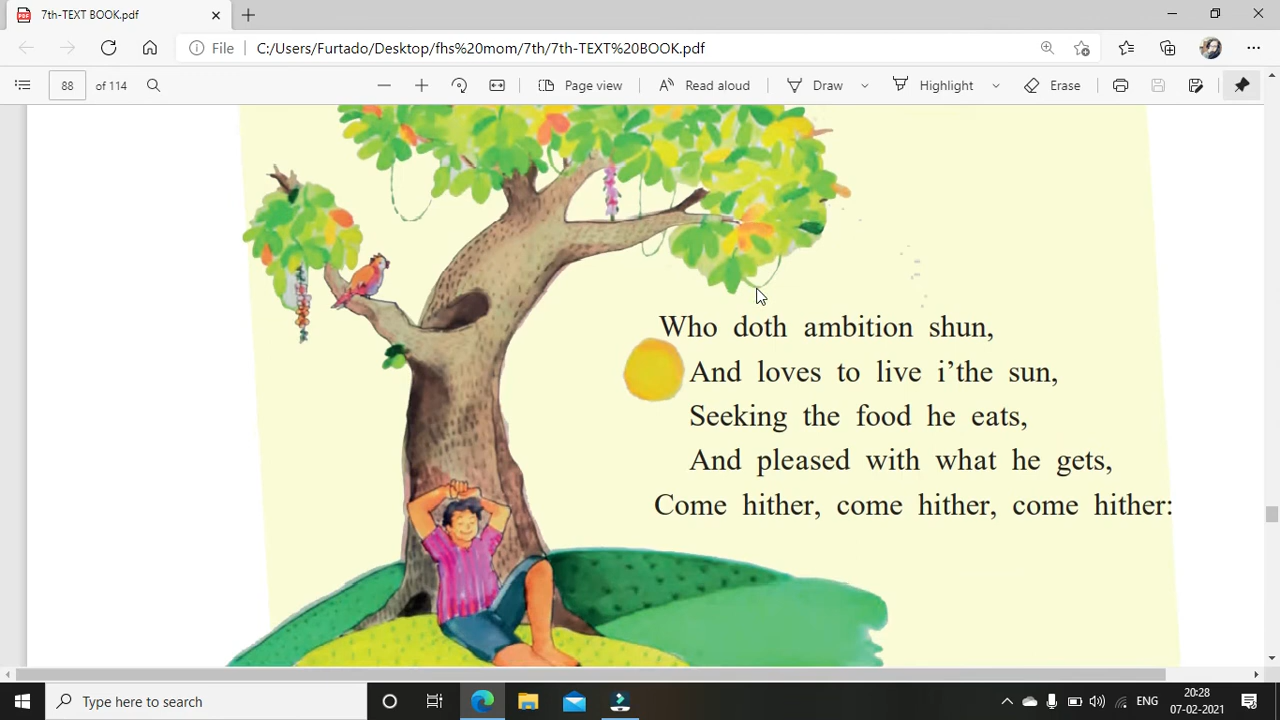 7th-TEXT BOOK.pdf
File C:/Users/Furtado/Desktop/fhs%20mom/7th/7th-TEXT%20BOOK.pdf
88 of 114 Page view Read aloud Draw Highlight Erase
Who doth ambition shun,
And loves to live i’the sun,
Seeking the food he eats,
And pleased with what he gets,
Come hither, come hither, come hither:
Type here to search
ENG
20:28
07-02-2021